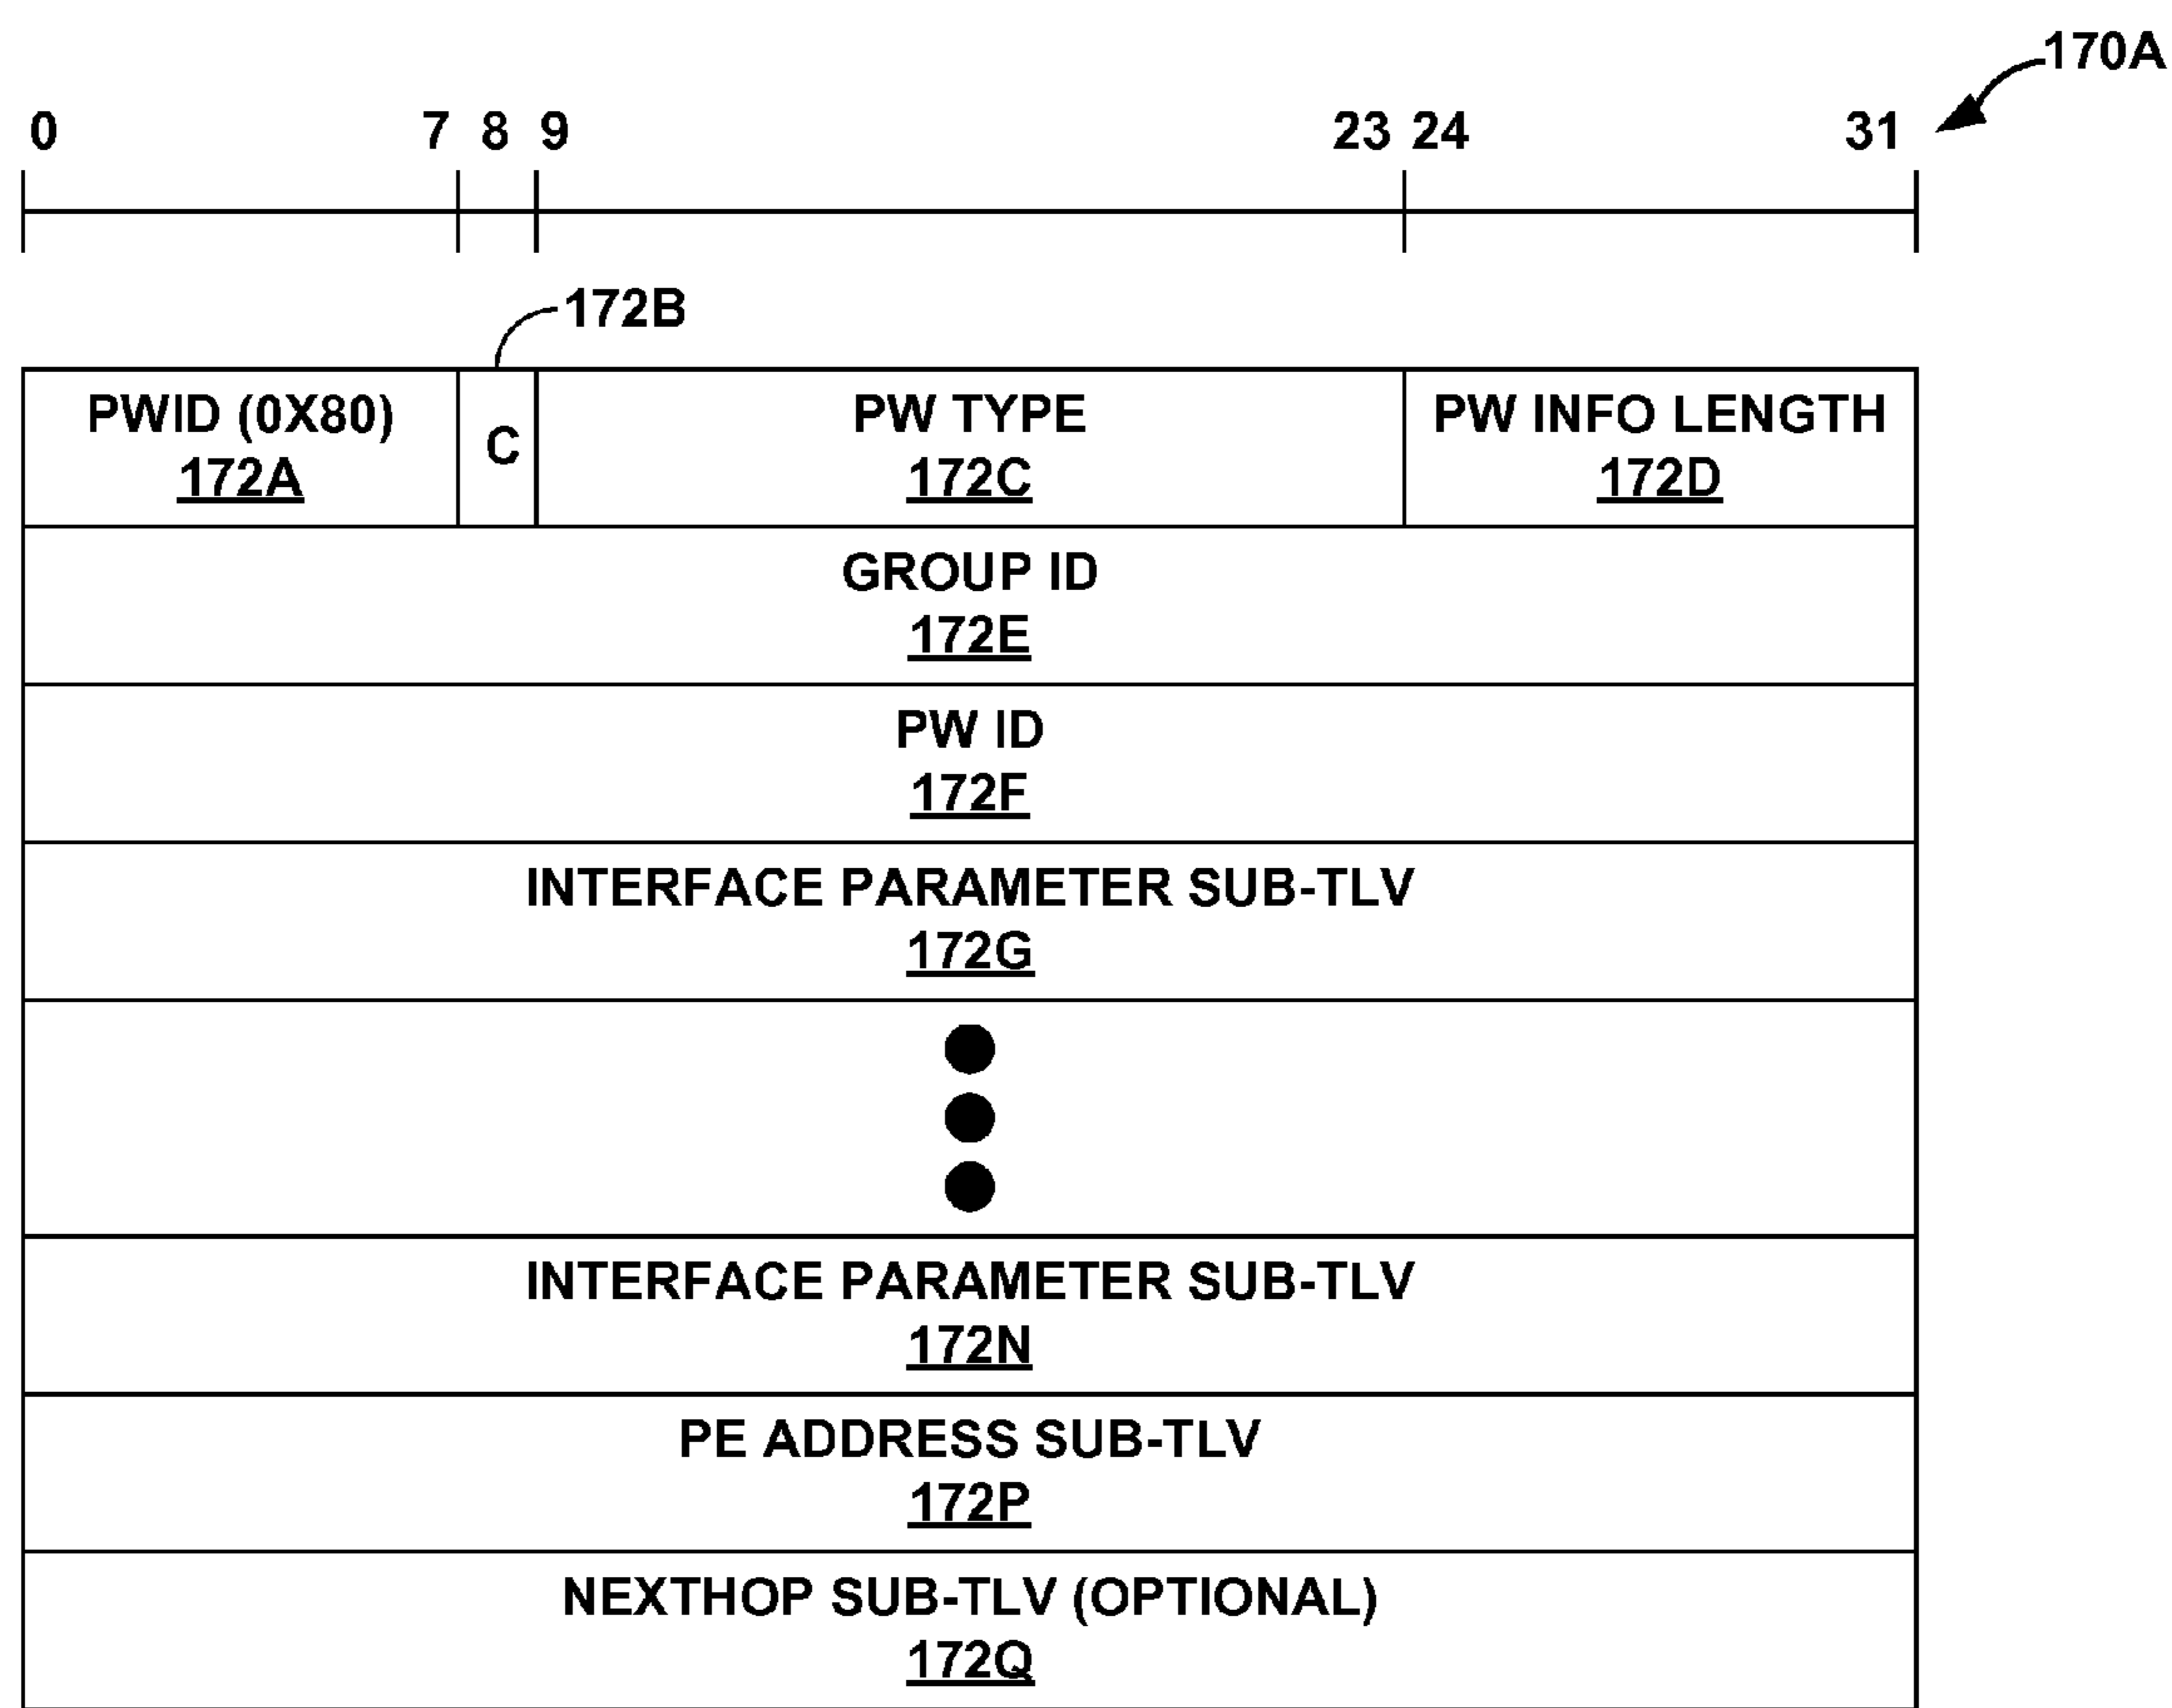 170A
0 7 8 9 23 24 31
172B
PWID (0X80) C PW TYPE PW INFO LENGTH
172A 172C 172D
GROUP ID
172E
PW ID
172F
INTERFACE PARAMETER SUB-TLV
172G
INTERFACE PARAMETER SUB-TLV
172N
PE ADDRESS SUB-TLV
172P
NEXTHOP SUB-TLV (OPTIONAL)
172Q